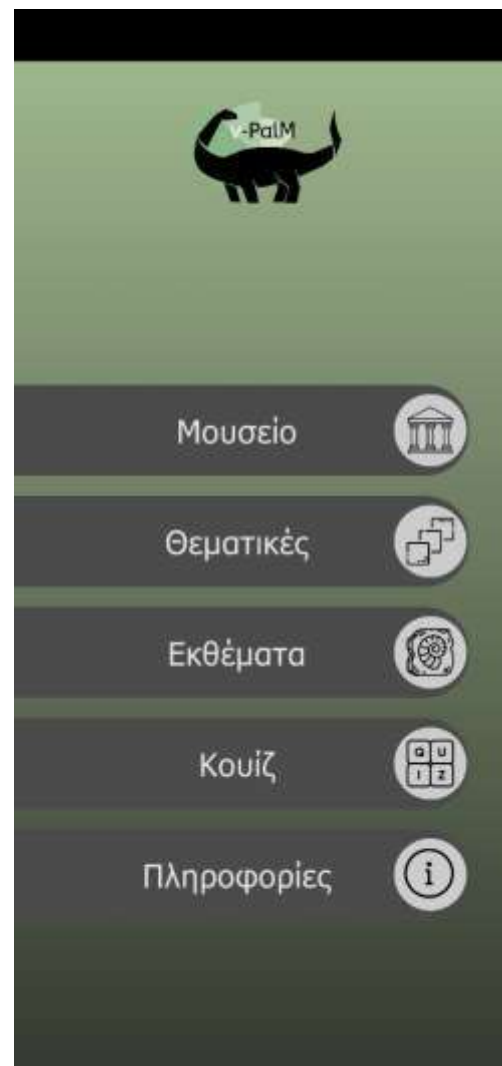 V-PalM
Μουσείο
Θεματικές
Εκθέματα
Κουίζ
Q U
I Z
Πληροφορίες
i